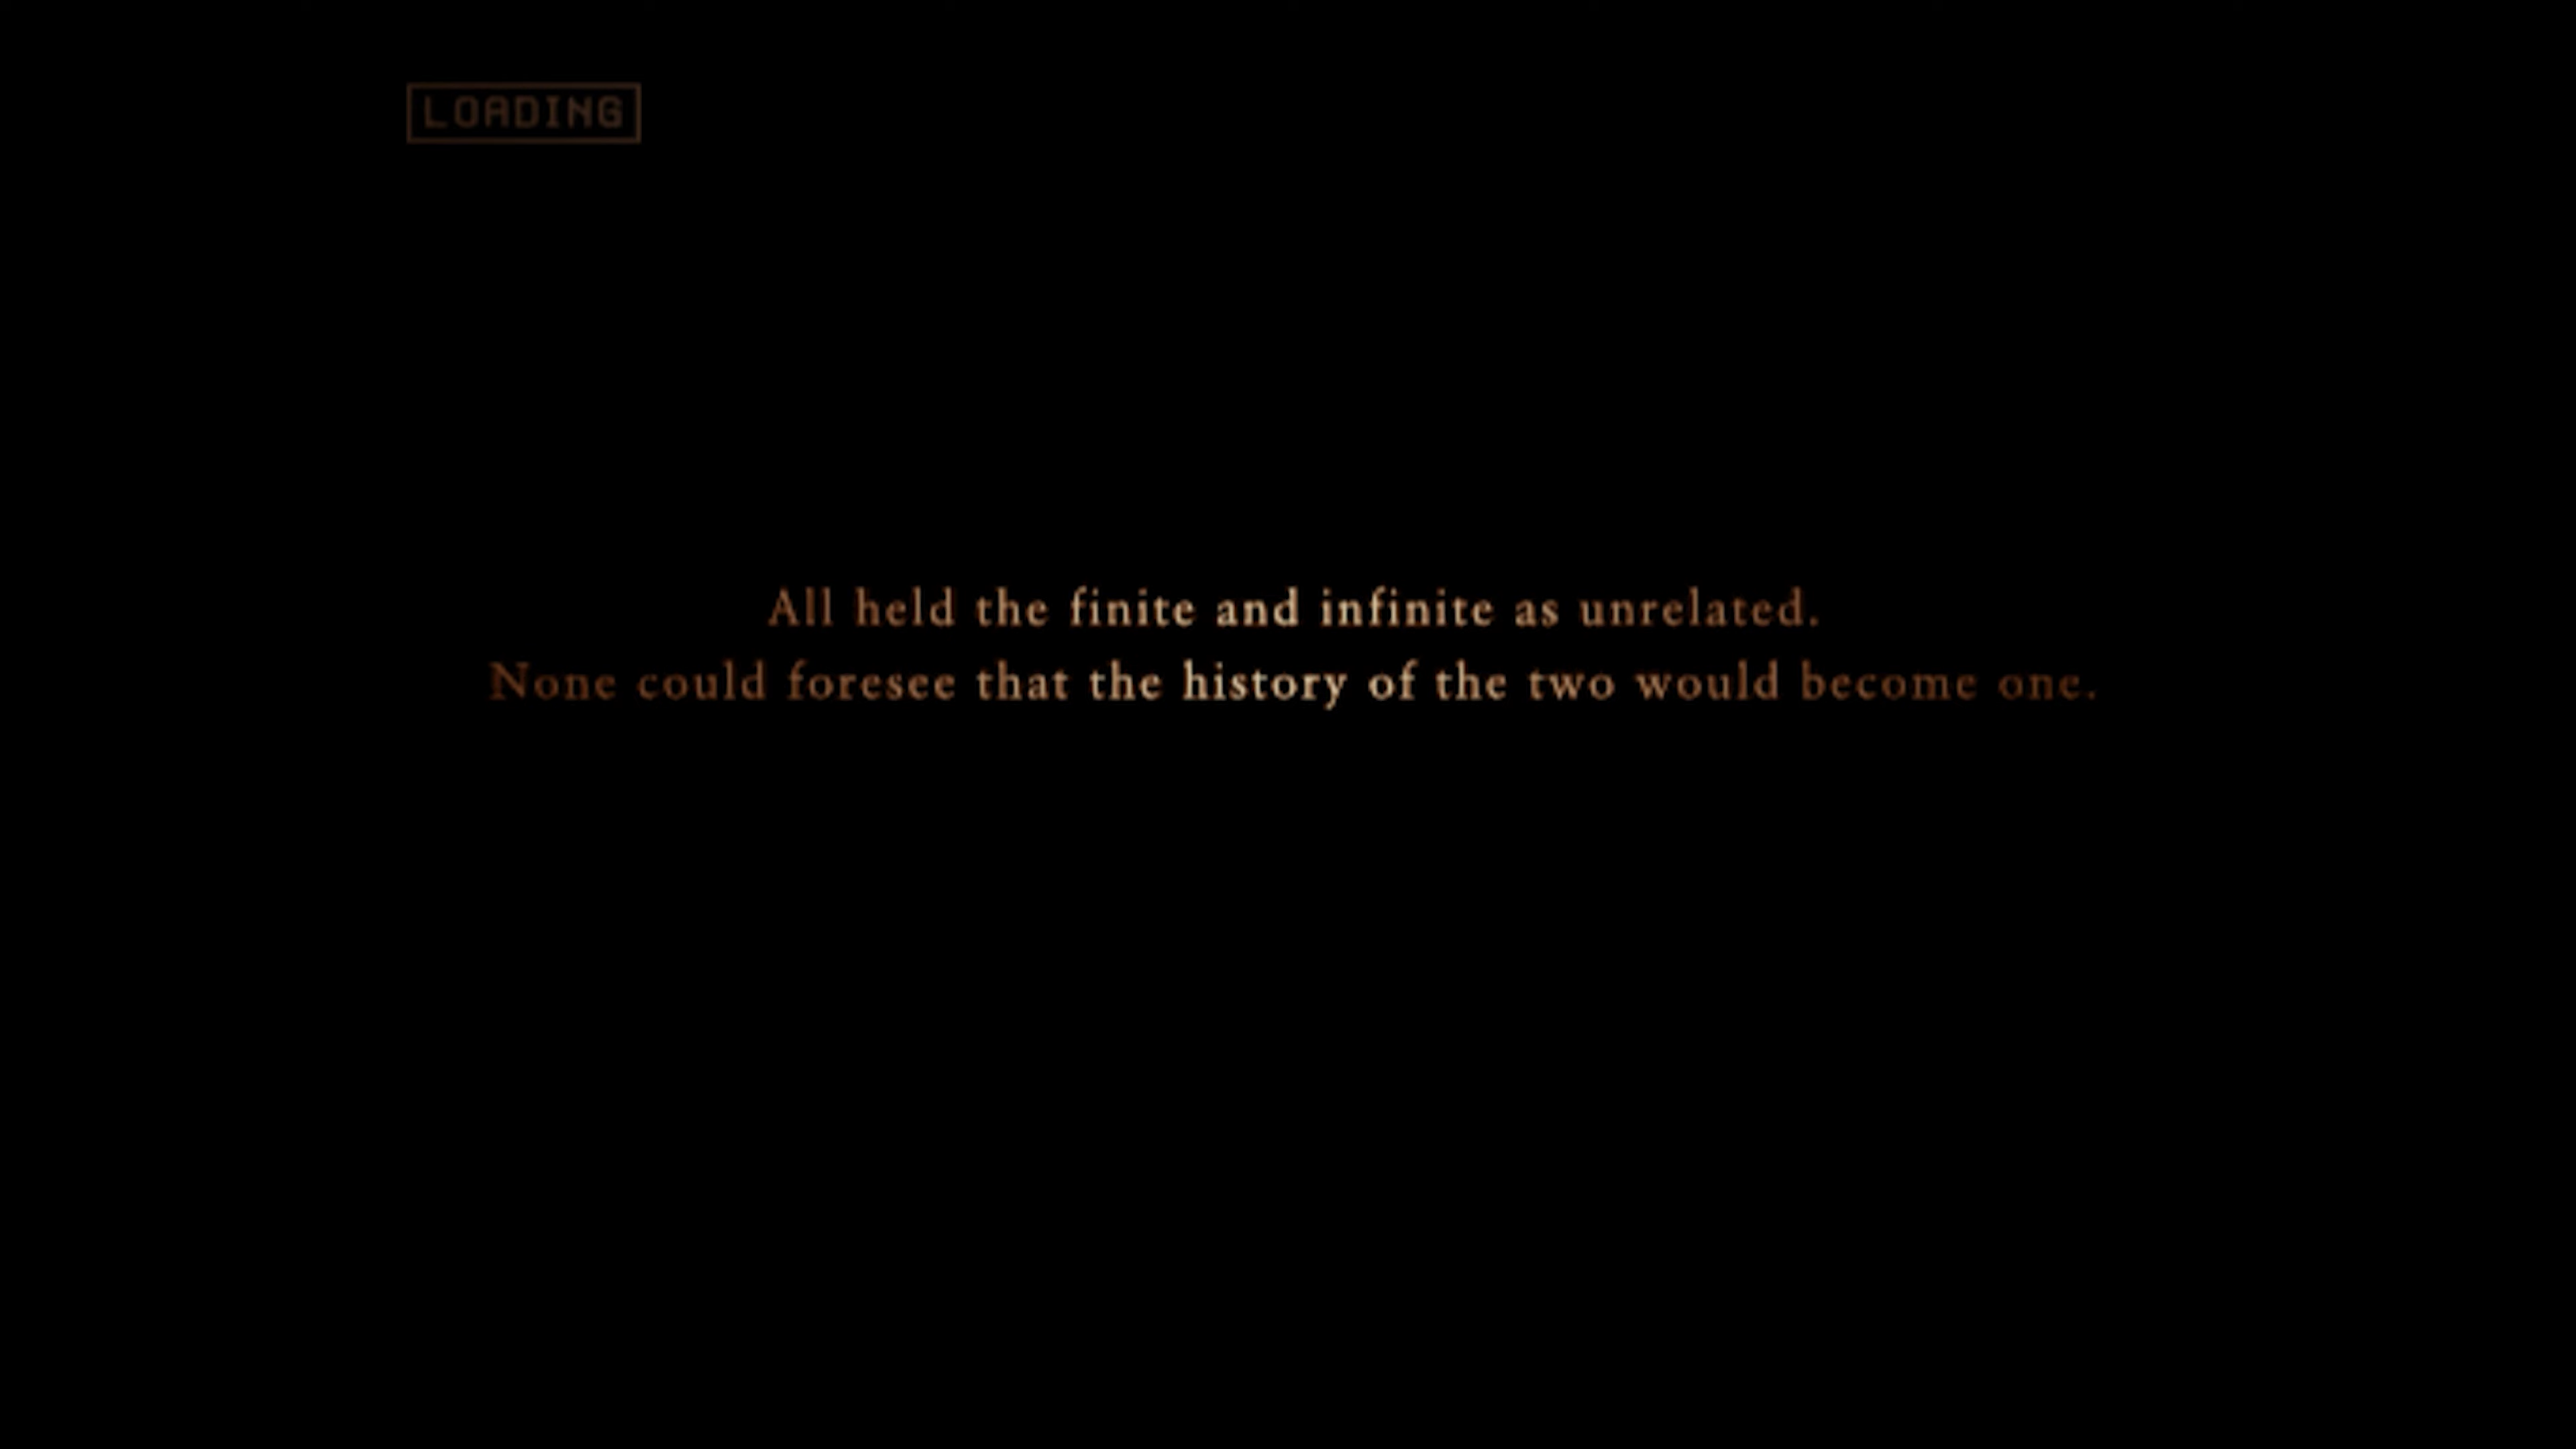 LOADING
All held the finite and infinite as unrelated.
None could foresee that the history of the two would become one.